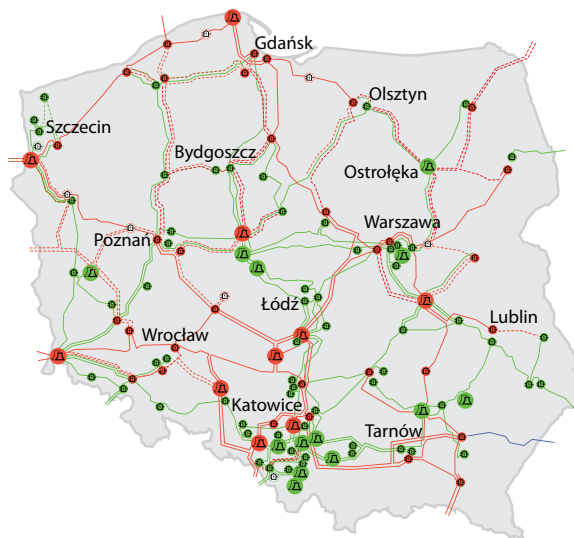 Gdańsk
Olsztyn
Szczecin
Bydgoszcz
Ostrołęka
Warszawa
Poznań
Łódź
Lublin
Wrocław
Katowice
Tarnów